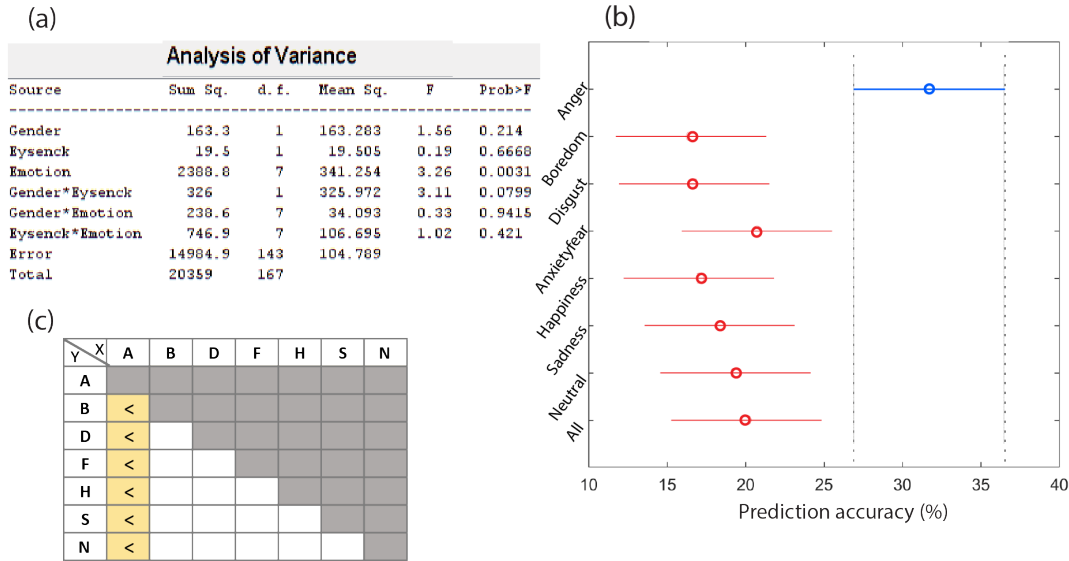 (a)
Analysis of Variance
Source Sum Sq. d.f. Mean Sq. F Prob>F
Gender 163.3 1 163.283 1.56 0.214
Eysenck 19.5 1 19.505 0.19 0.6668
Emotion 2388.8 7 341.254 3.26 0.0031
Gender*Eysenck 326 1 325.972 3.11 0.0799
Gender*Emotion 238.6 7 34.093 0.33 0.9415
Eysenck*Emotion 746.9 7 106.695 1.02 0.421
Error 14984.9 143 104.789
Total 20359 167
(b)
Anger
Boredom
Disgust
Anxietyfear
Happiness
Sadness
Neutral
All
10 15 20 25 30 35 40
Prediction accuracy (%)
(c)
Y X A B D F H S N
A
B <
D <
F <
H <
S <
N <